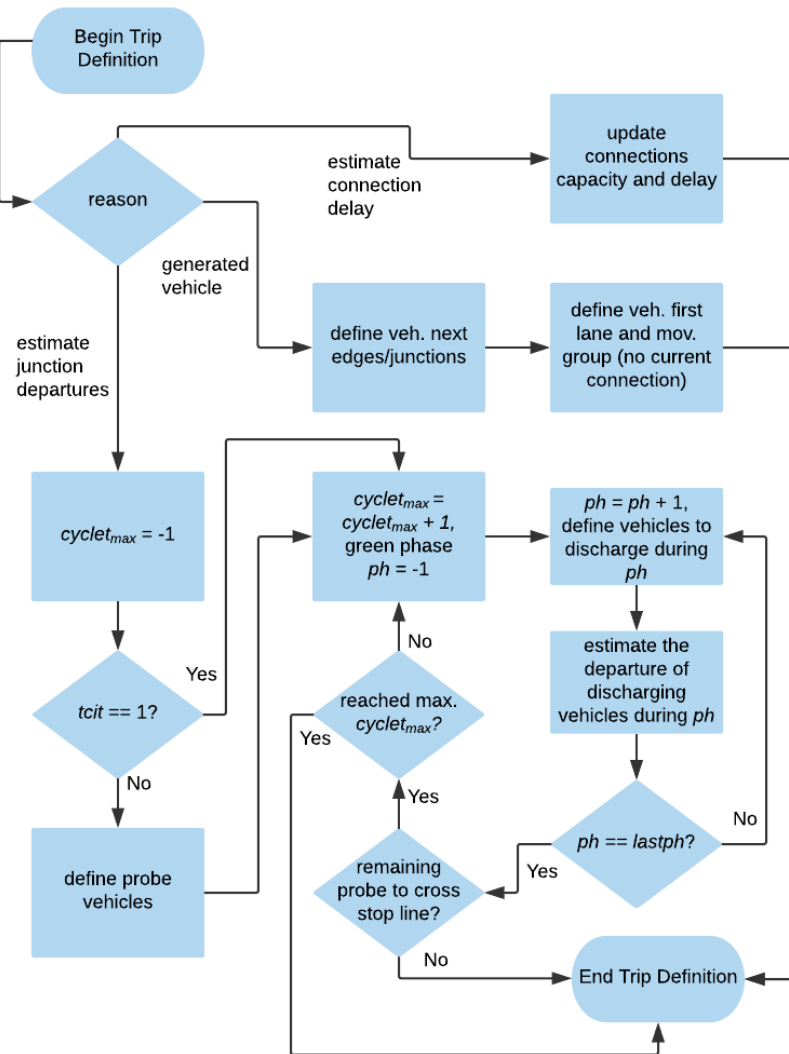 Begin Trip
Definition
update
connections
capacity and delay
estimate
connection
delay
reason
generated
vehicle
define veh. next
edges/junctions
define veh. first
lane and mov.
group (no current
connection)
estimate
junction
departures
cyclet_max = -1
cyclet_max =
cyclet_max + 1,
green phase
ph = -1
ph = ph + 1,
define vehicles to
discharge during
ph
Yes
No
tcit == 1?
reached max.
cyclet_max?
Yes
estimate the
departure of
discharging
vehicles during ph
No
Yes
define probe
vehicles
remaining
probe to cross
stop line?
Yes
ph == lastph?
No
No
End Trip Definition